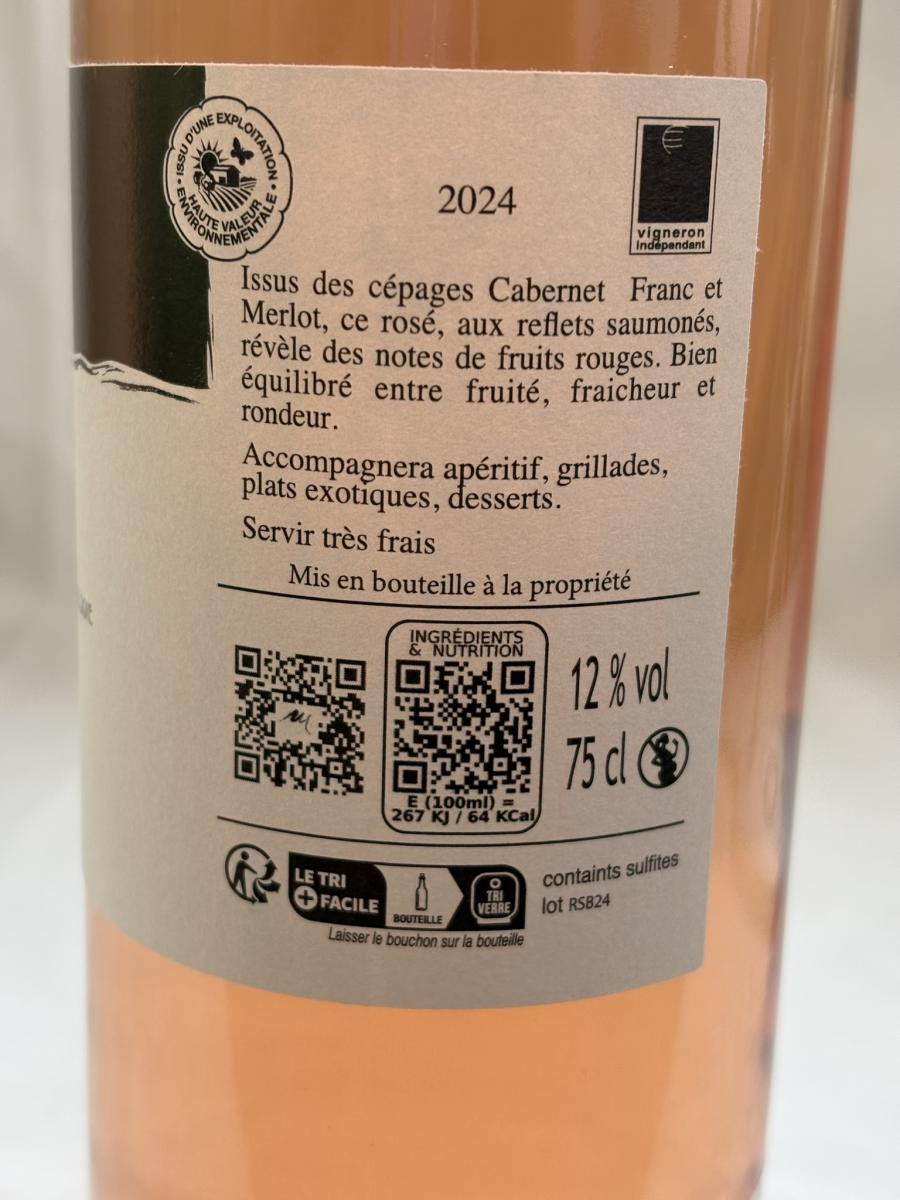 ISSU D'UNE EXPLOITATION
HAUTE VALEUR
ENVIRONNEMENTALE
2024
vigneron
indépendant
Issus des cépages Cabernet Franc et
Merlot, ce rosé, aux reflets saumonés,
révèle des notes de fruits rouges. Bien
équilibré entre fruité, fraicheur et
rondeur.
Accompagnera apéritif, grillades,
plats exotiques, desserts.
Servir très frais
Mis en bouteille à la propriété
INGRÉDIENTS
& NUTRITION
E (100ml) =
267 KJ / 64 KCal
12 % vol
75 cl
LE TRI
+ FACILE
BOUTEILLE
TRI
VERRE
Laisser le bouchon sur la bouteille
containts sulfites
lot RSB24